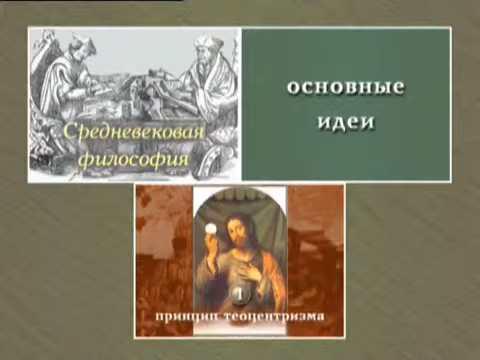 Средневековая
философия
основные
идеи
1
принцип теоцентризма